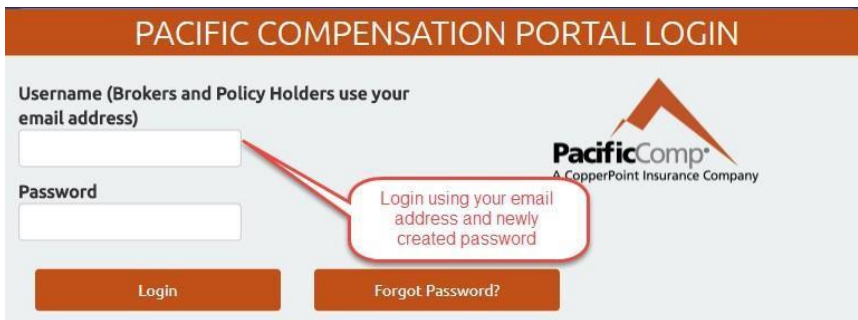 PACIFIC COMPENSATION PORTAL LOGIN
Username (Brokers and Policy Holders use your
email address)
PacificComp
A CopperPoint Insurance Company
Password
Login using your email
address and newly
created password
Login
Forgot Password?